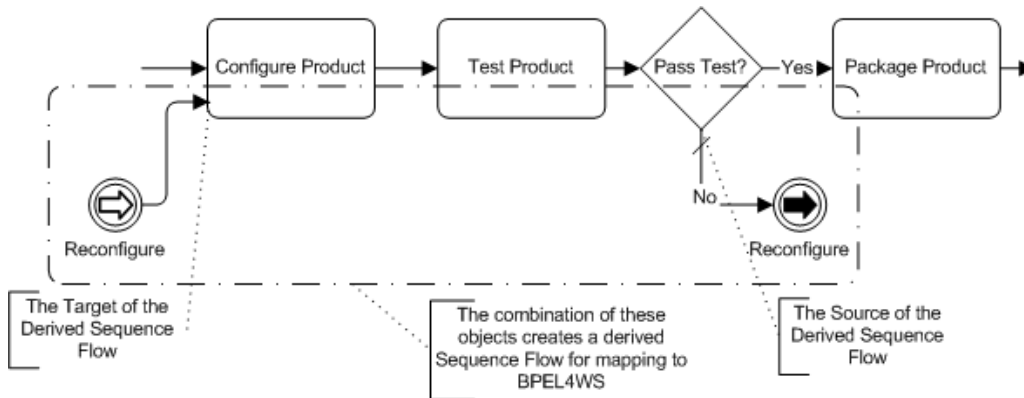 Configure Product
Test Product
Pass Test?
Yes
Package Product
No
Reconfigure
Reconfigure
The Target of the
Derived Sequence
Flow
The combination of these
objects creates a derived
Sequence Flow for mapping to
BPEL4WS
The Source of the
Derived Sequence
Flow